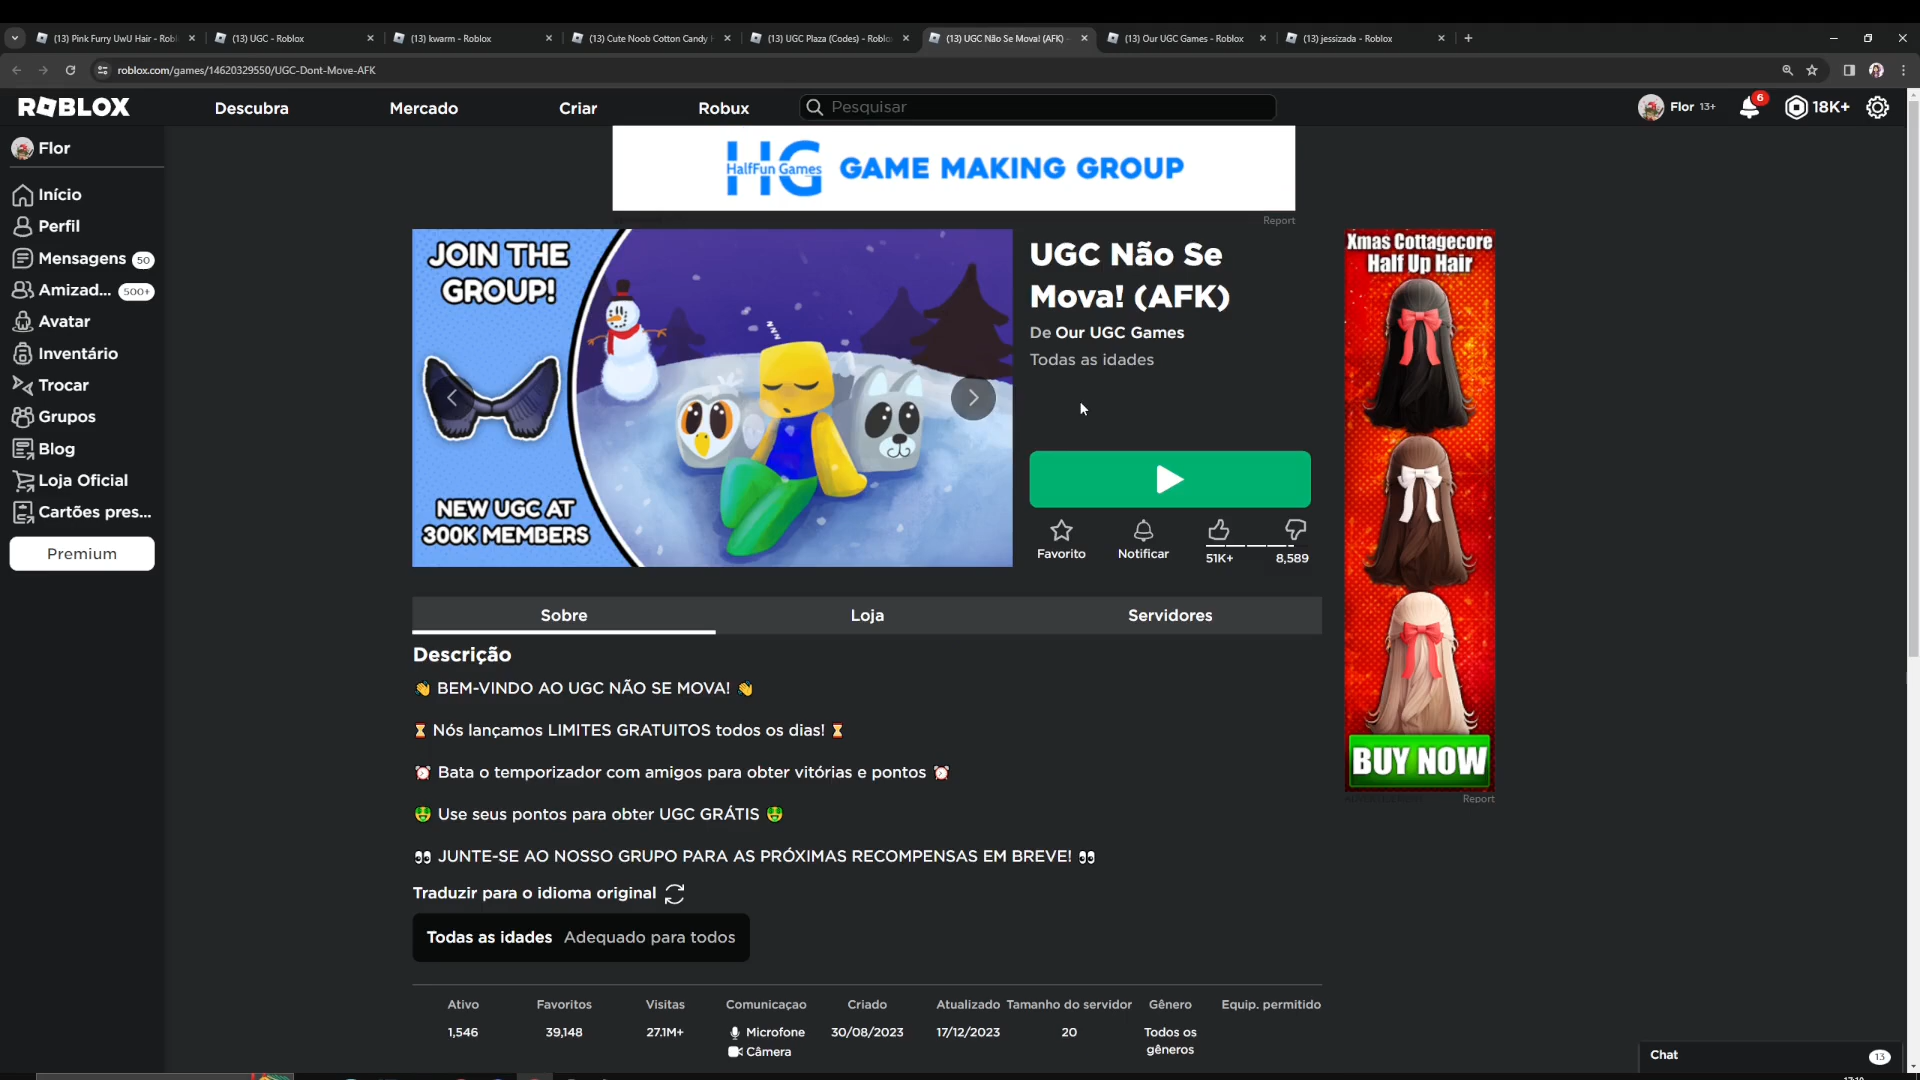 (13) Pink Furry UwU Hair - Robl
(13) UGC - Roblox
(13) kwarm - Roblox
(13) Cute Noob Cotton Candy
(13) UGC Plaza (Codes) - Roblo
(13) UGC Não Se Mova! (AFK) -
(13) Our UGC Games - Roblox
(13) jessizada - Roblox
roblox.com/games/14620329550/UGC-Dont-Move-AFK
ROBLOX
Descubra
Mercado
Criar
Robux
Pesquisar
Flor 13+
6
18K+
Flor
Início
Perfil
Mensagens 50
Amizad... 500+
Avatar
Inventário
Trocar
Grupos
Blog
Loja Oficial
Cartões pres...
Premium
HG
HalfFun Games
GAME MAKING GROUP
Report
JOIN THE
GROUP!
zzz
NEW UGC AT
300K MEMBERS
UGC Não Se
Mova! (AFK)
De Our UGC Games
Todas as idades
Favorito
Notificar
51K+
8,589
Xmas Cottagecore
Half Up Hair
BUY NOW
Report
Sobre
Loja
Servidores
Descrição
👋 BEM-VINDO AO UGC NÃO SE MOVA! 👋
⏳ Nós lançamos LIMITES GRATUITOS todos os dias! ⏳
⏰ Bata o temporizador com amigos para obter vitórias e pontos ⏰
🤑 Use seus pontos para obter UGC GRÁTIS 🤑
👀 JUNTE-SE AO NOSSO GRUPO PARA AS PRÓXIMAS RECOMPENSAS EM BREVE! 👀
Traduzir para o idioma original
Todas as idades Adequado para todos
Ativo Favoritos Visitas Comunicaçao Criado Atualizado Tamanho do servidor Gênero Equip. permitido
1,546 39,148 27.1M+ Microfone 30/08/2023 17/12/2023 20 Todos os
Câmera gêneros
Chat 13